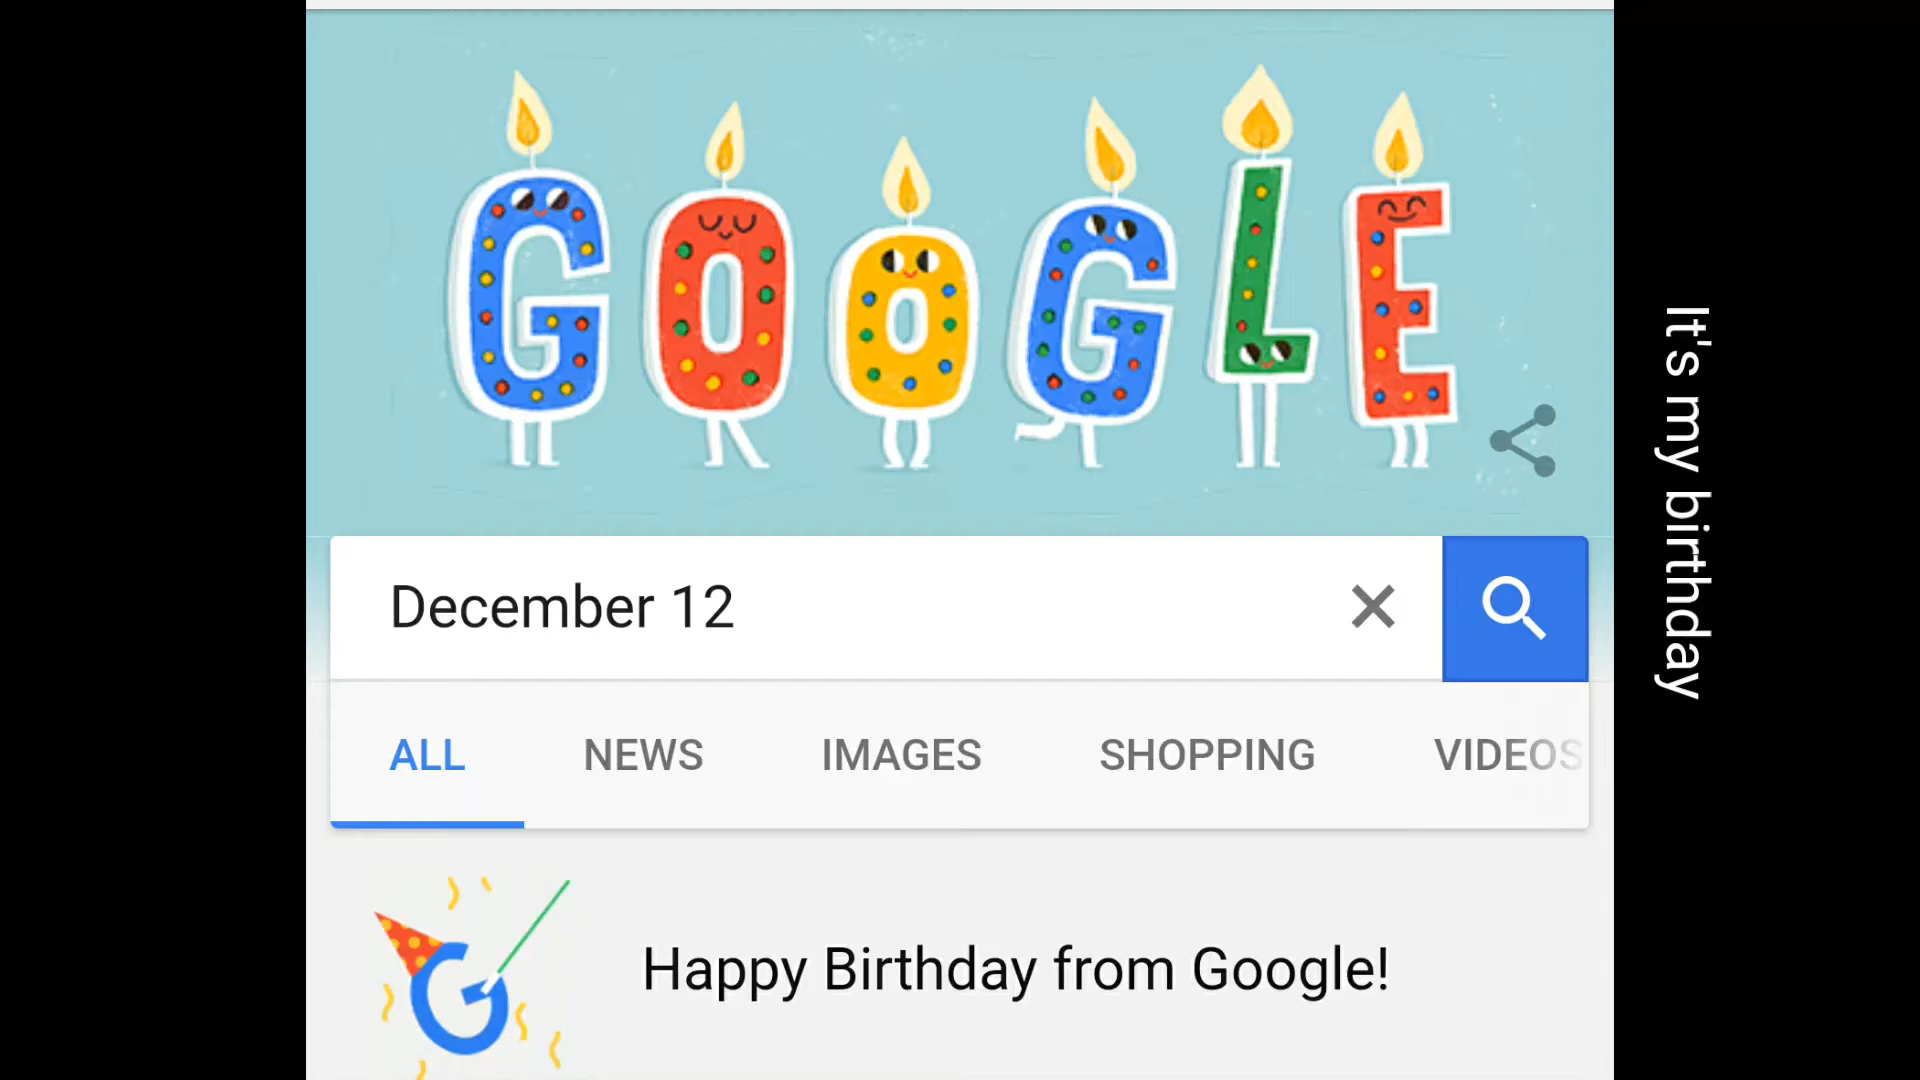 GOOGLE
December 12
ALL NEWS IMAGES SHOPPING VIDEOS
Happy Birthday from Google!
It's my birthday